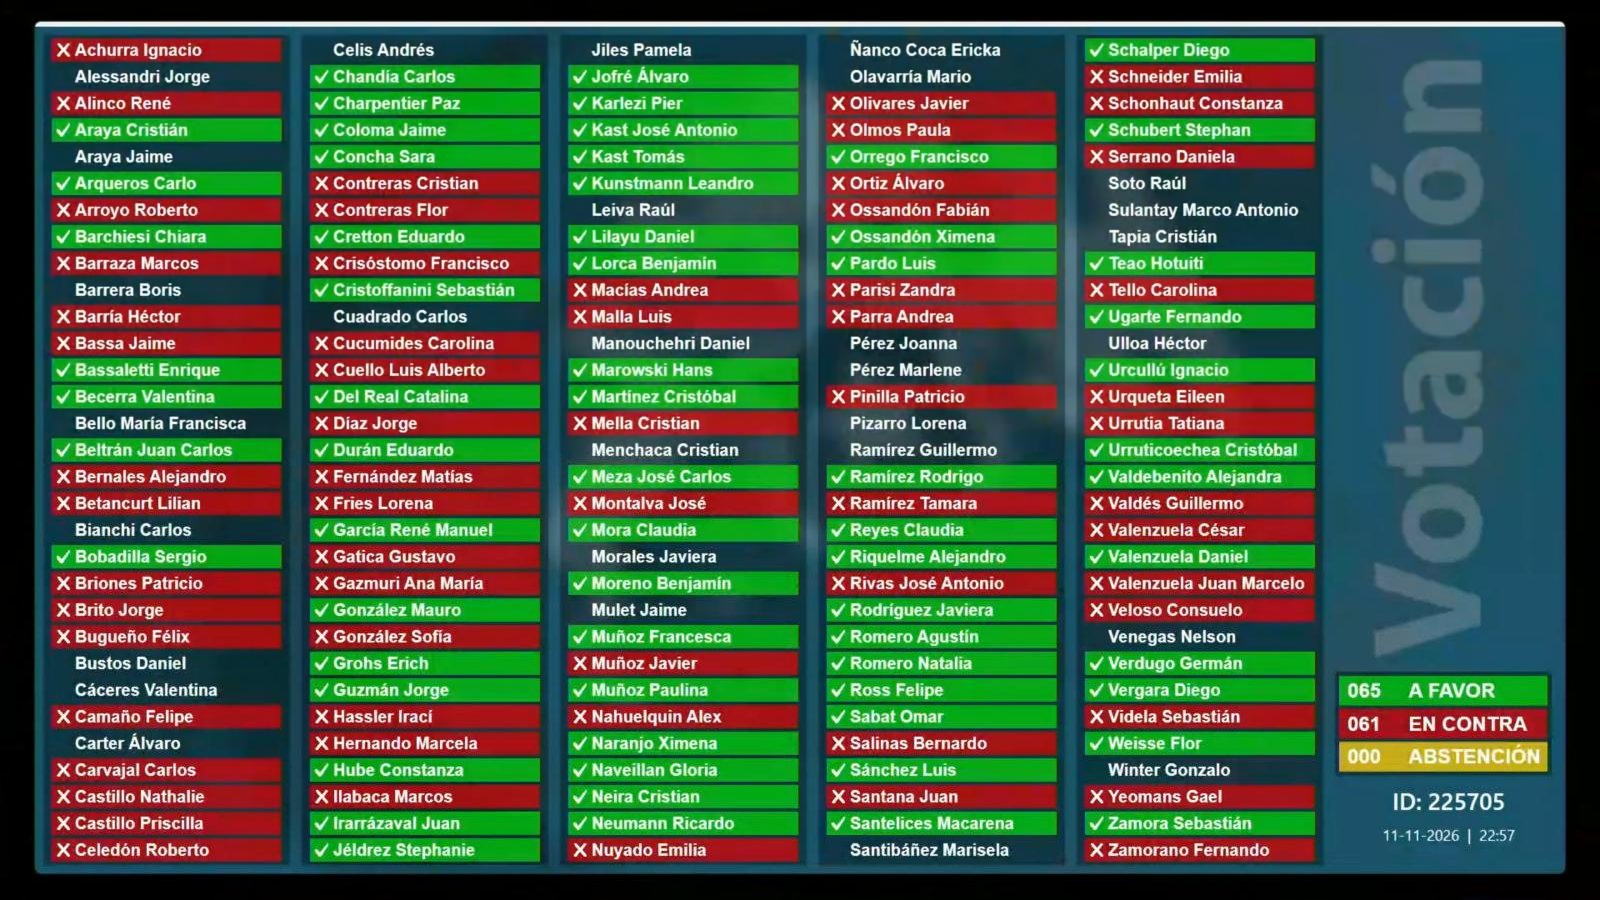 X Achurra Ignacio
Alessandri Jorge
X Alinco René
✓ Araya Cristián
Araya Jaime
✓ Arqueros Carlo
X Arroyo Roberto
✓ Barchiesi Chiara
X Barraza Marcos
Barrera Boris
X Barría Héctor
X Bassa Jaime
✓ Bassaletti Enrique
✓ Becerra Valentina
Bello María Francisca
✓ Beltrán Juan Carlos
X Bernales Alejandro
X Betancurt Lilian
Bianchi Carlos
✓ Bobadilla Sergio
X Briones Patricio
X Brito Jorge
X Bugueño Félix
Bustos Daniel
Cáceres Valentina
X Camaño Felipe
Carter Álvaro
X Carvajal Carlos
X Castillo Nathalie
X Castillo Priscilla
X Celedón Roberto
Celis Andrés
✓ Chandía Carlos
✓ Charpentier Paz
✓ Coloma Jaime
✓ Concha Sara
X Contreras Cristian
X Contreras Flor
✓ Cretton Eduardo
X Crisóstomo Francisco
✓ Cristoffanini Sebastián
Cuadrado Carlos
X Cucumides Carolina
X Cuello Luis Alberto
✓ Del Real Catalina
X Díaz Jorge
✓ Durán Eduardo
X Fernández Matías
X Fries Lorena
✓ García René Manuel
X Gatica Gustavo
X Gazmuri Ana María
✓ González Mauro
X González Sofía
✓ Grohs Erich
✓ Guzmán Jorge
X Hassler Iracÿ
X Hernando Marcela
✓ Hube Constanza
X Ilabaca Marcos
✓ Irarrázaval Juan
✓ Jéldrez Stephanie
Jiles Pamela
✓ Jofré Álvaro
✓ Karlezi Pier
✓ Kast José Antonio
✓ Kast Tomás
✓ Kunstmann Leandro
Leiva Raúl
✓ Lilayu Daniel
✓ Lorca Benjamín
X Macías Andrea
X Malla Luis
Manouchehri Daniel
✓ Marowski Hans
✓ Martínez Cristóbal
X Mella Cristian
Menchaca Cristian
✓ Meza José Carlos
X Montalva José
✓ Mora Claudia
Morales Javiera
✓ Moreno Benjamín
Mulet Jaime
✓ Muñoz Francesca
X Muñoz Javier
✓ Muñoz Paulina
X Nahuelquin Alex
✓ Naranjo Ximena
✓ Naveillan Gloria
✓ Neira Cristian
✓ Neumann Ricardo
X Nuyado Emilia
Ñanco Coca Ericka
Olavarría Mario
X Olivares Javier
X Olmos Paula
✓ Orrego Francisco
X Ortiz Álvaro
X Ossandón Fabián
✓ Ossandón Ximena
✓ Pardo Luis
X Parisi Zandra
X Parra Andrea
Pérez Joanna
Pérez Marlene
X Pinilla Patricio
Pizarro Lorena
Ramírez Guillermo
✓ Ramírez Rodrigo
X Ramírez Tamara
✓ Reyes Claudia
✓ Riquelme Alejandro
X Rivas José Antonio
✓ Rodríguez Javiera
✓ Romero Agustín
✓ Romero Natalia
✓ Ross Felipe
✓ Sabat Omar
X Salinas Bernardo
✓ Sánchez Luis
X Santana Juan
✓ Santelices Macarena
Santibáñez Marisela
✓ Schalper Diego
X Schneider Emilia
X Schonhaut Constanza
✓ Schubert Stephan
X Serrano Daniela
Soto Raúl
Sulantay Marco Antonio
Tapia Cristián
✓ Teao Hotuiti
X Tello Carolina
✓ Ugarte Fernando
Ulloa Héctor
✓ Urcullú Ignacio
X Urqueta Eileen
X Urrutia Tatiana
✓ Urruticoechea Cristóbal
✓ Valdebenito Alejandra
X Valdés Guillermo
X Valenzuela César
✓ Valenzuela Daniel
X Valenzuela Juan Marcelo
X Veloso Consuelo
Venegas Nelson
✓ Verdugo Germán
✓ Vergara Diego
X Videla Sebastián
✓ Weisse Flor
Winter Gonzalo
X Yeomans Gael
✓ Zamora Sebastián
X Zamorano Fernando
Votación
065 A FAVOR
061 EN CONTRA
000 ABSTENCIÓN
ID: 225705
11-11-2026 | 22:57